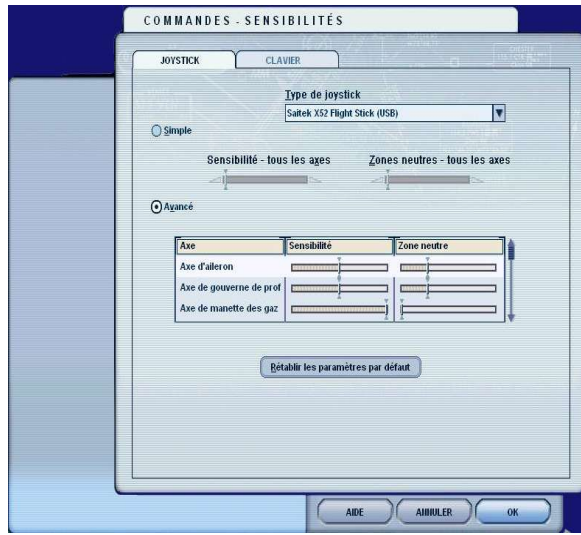 COMMANDES - SENSIBILITÉS
JOYSTICK
CLAVIER
Type de joystick
Saitek X52 Flight Stick (USB)
Simple
Sensibilité - tous les axes
Zones neutres - tous les axes
Avancé
Axe
Sensibilité
Zone neutre
Axe d'aileron
Axe de gouverne de prof
Axe de manette des gaz
Rétablir les paramètres par défaut
AIDE
ANNULER
OK